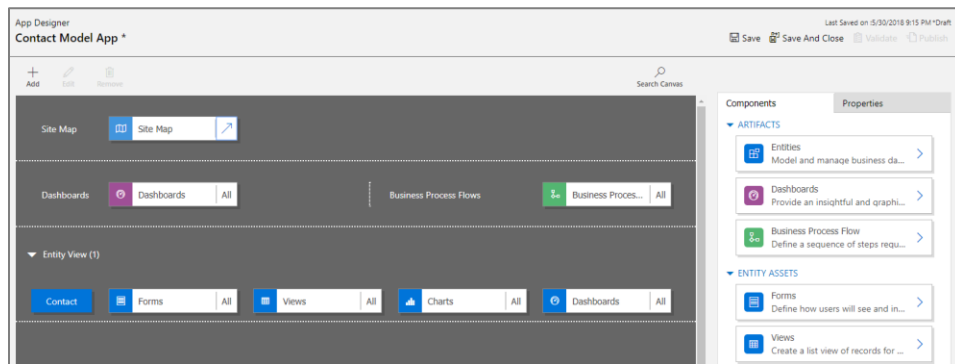 App Designer
Last Saved on :5/30/2018 9:15 PM *Draft
Contact Model App *
Save Save And Close Validate Publish
Add Edit Remove Search Canvas
Components Properties
ARTIFACTS
Site Map Site Map
Entities
Model and manage business da...
Dashboards Dashboards All Business Process Flows Business Proces... All
Dashboards
Provide an insightful and graphi...
Business Process Flow
Define a sequence of steps requ...
Entity View (1)
ENTITY ASSETS
Contact Forms All Views All Charts All Dashboards All
Forms
Define how users will see and in...
Views
Create a list view of records for ...